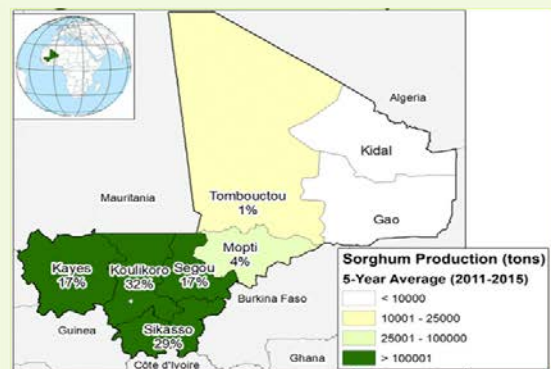 Algeria
Kidal
Mauritania
Tombouctou
1%
Gao
Mopti
4%
Kayes
17%
Koulikoro
32%
Segou
17%
Burkina Faso
Guinea
Sikasso
29%
Côte d'Ivoire
Ghana
Sorghum Production (tons)
5-Year Average (2011-2015)
< 10000
10001 - 25000
25001 - 100000
> 100001